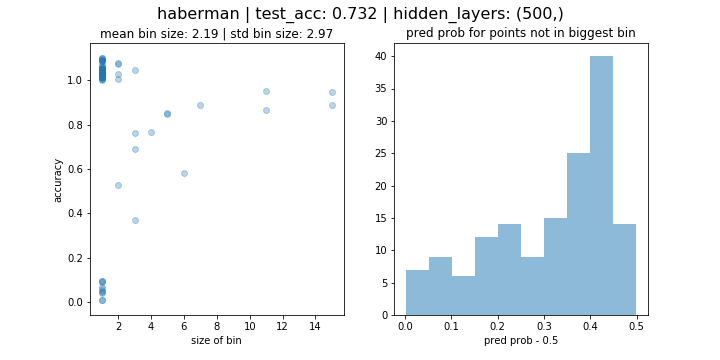 haberman | test_acc: 0.732 | hidden_layers: (500,)
mean bin size: 2.19 | std bin size: 2.97
accuracy
1.0
0.8
0.6
0.4
0.2
0.0
2 4 6 8 10 12 14
size of bin
pred prob for points not in biggest bin
40
35
30
25
20
15
10
5
0
0.0 0.1 0.2 0.3 0.4 0.5
pred prob - 0.5